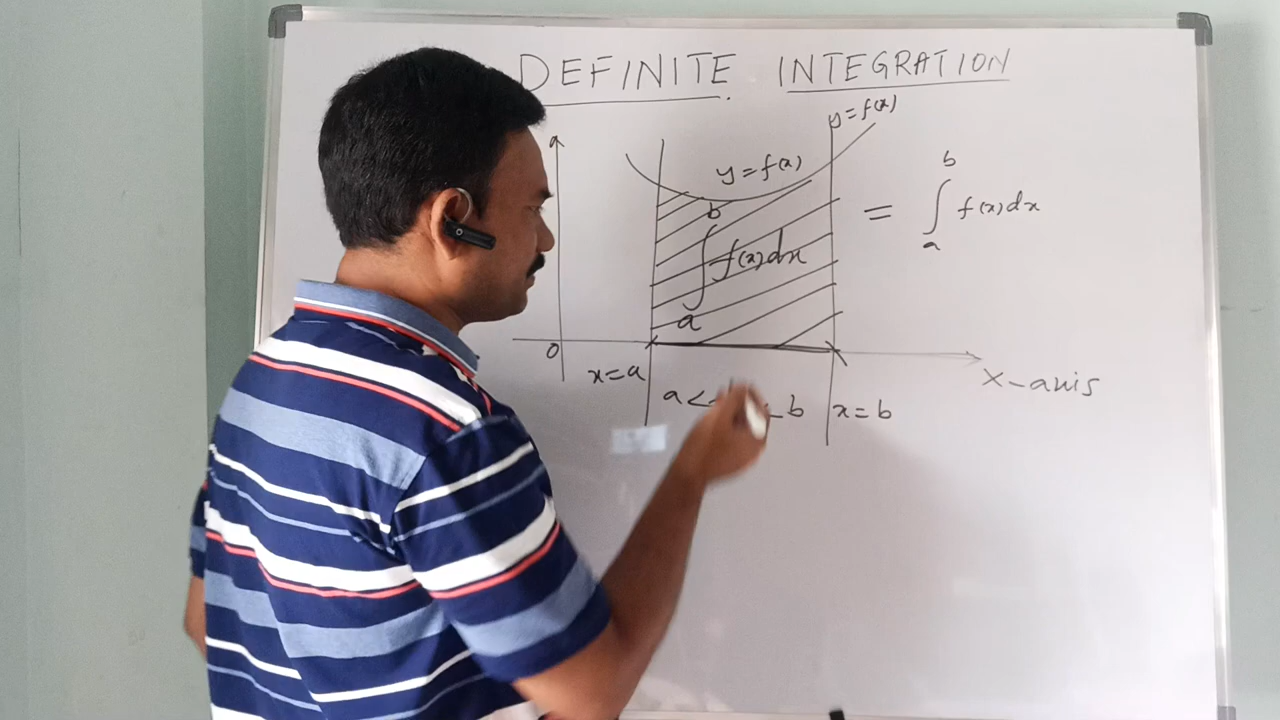 DEFINITE INTEGRATION
y=f(x)
y=f(x)
b
∫ f(x)dx
a
= ∫ f(x)dx
b
a
0
x=a
a<
b
x=b
X-axis